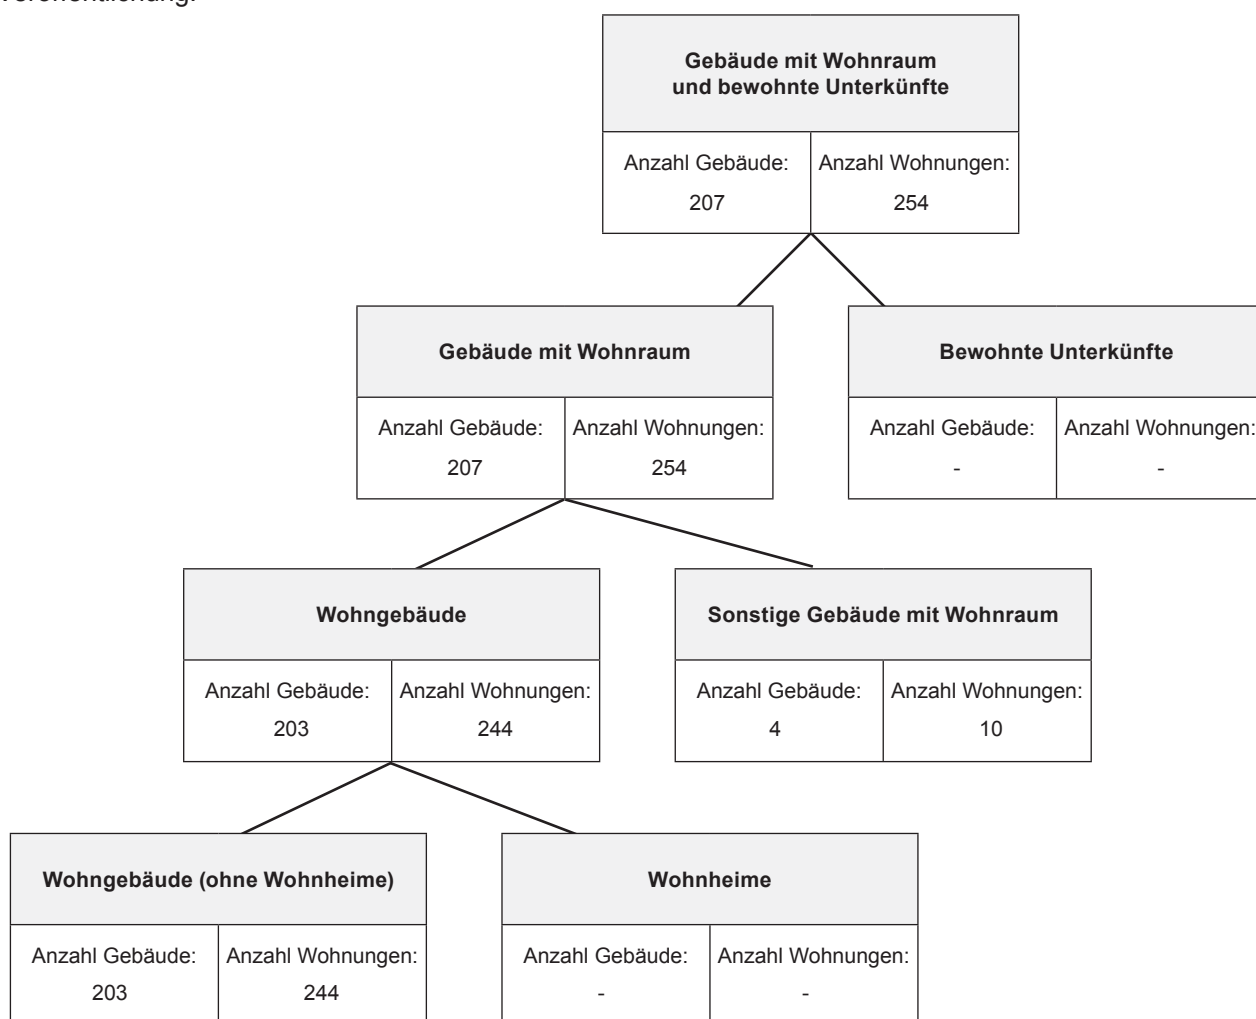 Gebäude mit Wohnraum
und bewohnte Unterkünfte
Anzahl Gebäude: Anzahl Wohnungen:
207 254
Gebäude mit Wohnraum
Anzahl Gebäude: Anzahl Wohnungen:
207 254
Bewohnte Unterkünfte
Anzahl Gebäude: Anzahl Wohnungen:
- -
Wohngebäude
Anzahl Gebäude: Anzahl Wohnungen:
203 244
Sonstige Gebäude mit Wohnraum
Anzahl Gebäude: Anzahl Wohnungen:
4 10
Wohngebäude (ohne Wohnheime)
Anzahl Gebäude: Anzahl Wohnungen:
203 244
Wohnheime
Anzahl Gebäude: Anzahl Wohnungen:
- -